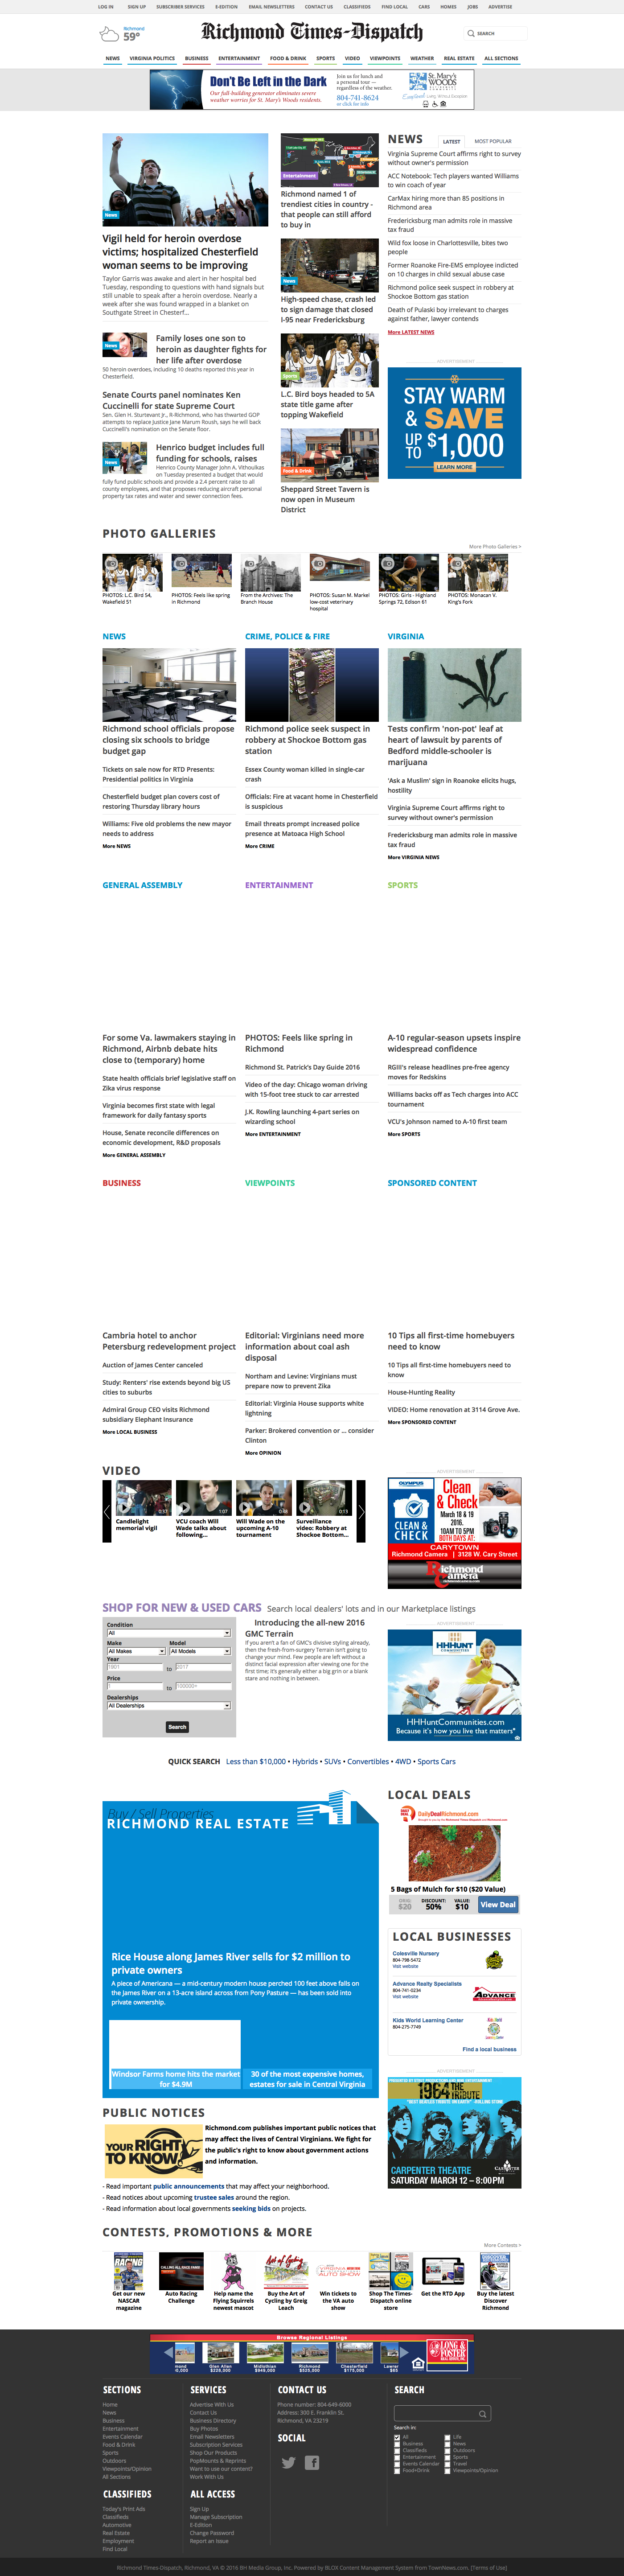 LOG IN SIGN UP SUBSCRIBER SERVICES E-EDITION EMAIL NEWSLETTERS CONTACT US CLASSIFIEDS FIND LOCAL CARS HOMES JOBS ADVERTISE
Richmond
59°
Richmond Times-Dispatch
SEARCH
NEWS VIRGINIA POLITICS BUSINESS ENTERTAINMENT FOOD & DRINK SPORTS VIDEO VIEWPOINTS WEATHER REAL ESTATE ALL SECTIONS
Don't Be Left in the Dark
Our full-building generator eliminates severe
weather worries for St. Mary's Woods residents.
Join us for lunch and
a personal tour —
regardless of the weather.
804-741-8624
or click for info
St. Mary's
WOODS
News
Vigil held for heroin overdose
victims; hospitalized Chesterfield
woman seems to be improving
Taylor Garris was awake and alert in her hospital bed
Tuesday, responding to questions with hand signals but
still unable to speak after a heroin overdose. Nearly a
week after she was found wrapped in a blanket on
Southgate Street in Chesterf...
News
Family loses one son to
heroin as daughter fights for
her life after overdose
50 heroin overdoses, including 10 deaths reported this year in
Chesterfield.
Senate Courts panel nominates Ken
Cuccinelli for state Supreme Court
Sen. Glen H. Sturtevant Jr., R-Richmond, who has thwarted GOP
attempts to replace Justice Jane Marum Roush, says he will back
Cuccinelli's nomination on the Senate floor.
News
Henrico budget includes full
funding for schools, raises
Henrico County Manager John A. Vithoulkas
on Tuesday presented a budget that would
fully fund public schools and provide a 2.4 percent raise to all
county employees, and that proposes reducing aircraft personal
property tax rates and water and sewer connection fees.
Entertainment
Richmond named 1 of
trendiest cities in country -
that people can still afford
to buy in
News
High-speed chase, crash led
to sign damage that closed
I-95 near Fredericksburg
Sports
L.C. Bird boys headed to 5A
state title game after
topping Wakefield
Food & Drink
Sheppard Street Tavern is
now open in Museum
District
NEWS LATEST MOST POPULAR
Virginia Supreme Court affirms right to survey
without owner's permission
ACC Notebook: Tech players wanted Williams
to win coach of year
CarMax hiring more than 85 positions in
Richmond area
Fredericksburg man admits role in massive
tax fraud
Wild fox loose in Charlottesville, bites two
people
Former Roanoke Fire-EMS employee indicted
on 10 charges in child sexual abuse case
Richmond police seek suspect in robbery at
Shockoe Bottom gas station
Death of Pulaski boy irrelevant to charges
against father, lawyer contends
More LATEST NEWS
ADVERTISEMENT
STAY WARM
& SAVE
UP TO $1,000
LEARN MORE
PHOTO GALLERIES
More Photo Galleries >
PHOTOS: L.C. Bird 54,
Wakefield 51
PHOTOS: Feels like spring
in Richmond
From the Archives: The
Branch House
PHOTOS: Susan M. Markel
low-cost veterinary
hospital
PHOTOS: Girls - Highland
Springs 72, Edison 61
PHOTOS: Monacan V.
King's Fork
NEWS
Richmond school officials propose
closing six schools to bridge
budget gap
Tickets on sale now for RTD Presents:
Presidential politics in Virginia
Chesterfield budget plan covers cost of
restoring Thursday library hours
Williams: Five old problems the new mayor
needs to address
More NEWS
CRIME, POLICE & FIRE
Richmond police seek suspect in
robbery at Shockoe Bottom gas
station
Essex County woman killed in single-car
crash
Officials: Fire at vacant home in Chesterfield
is suspicious
Email threats prompt increased police
presence at Matoaca High School
More CRIME
VIRGINIA
Tests confirm 'non-pot' leaf at
heart of lawsuit by parents of
Bedford middle-schooler is
marijuana
'Ask a Muslim' sign in Roanoke elicits hugs,
hostility
Virginia Supreme Court affirms right to
survey without owner's permission
Fredericksburg man admits role in massive
tax fraud
More VIRGINIA NEWS
GENERAL ASSEMBLY
For some Va. lawmakers staying in
Richmond, Airbnb debate hits
close to (temporary) home
State health officials brief legislative staff on
Zika virus response
Virginia becomes first state with legal
framework for daily fantasy sports
House, Senate reconcile differences on
economic development, R&D proposals
More GENERAL ASSEMBLY
ENTERTAINMENT
PHOTOS: Feels like spring in
Richmond
Richmond St. Patrick's Day Guide 2016
Video of the day: Chicago woman driving
with 15-foot tree stuck to car arrested
J.K. Rowling launching 4-part series on
wizarding school
More ENTERTAINMENT
SPORTS
A-10 regular-season upsets inspire
widespread confidence
RGIII's release headlines pre-free agency
moves for Redskins
Williams backs off as Tech charges into ACC
tournament
VCU's Johnson named to A-10 first team
More SPORTS
BUSINESS
Cambria hotel to anchor
Petersburg redevelopment project
Auction of James Center canceled
Study: Renters' rise extends beyond big US
cities to suburbs
Admiral Group CEO visits Richmond
subsidiary Elephant Insurance
More LOCAL BUSINESS
VIEWPOINTS
Editorial: Virginians need more
information about coal ash
disposal
Northam and Levine: Virginians must
prepare now to prevent Zika
Editorial: Virginia House supports white
lightning
Parker: Brokered convention or ... consider
Clinton
More OPINION
SPONSORED CONTENT
10 Tips all first-time homebuyers
need to know
10 Tips all first-time homebuyers need to
know
House-Hunting Reality
VIDEO: Home renovation at 3114 Grove Ave.
More SPONSORED CONTENT
VIDEO
Candlelight
memorial vigil
1:07
VCU coach Will
Wade talks about
following...
Will Wade on the
upcoming A-10
tournament
0:13
Surveillance
video: Robbery at
Shockoe Bottom...
ADVERTISEMENT
OLYMPUS
CLEAN &
CHECK
Clean
& Check
March 18 & 19
2016.
10AM TO 5PM
BOTH DAYS AT:
CARYTOWN
Richmond Camera | 3128 W. Cary Street
Richmond
Camera
SHOP FOR NEW & USED CARS Search local dealers' lots and in our Marketplace listings
Condition
All
Make Model
All Makes All Models
Year
1901 to 2017
Price
1 to 100000+
Dealerships
All Dealerships
Search
Introducing the all-new 2016
GMC Terrain
If you aren't a fan of GMC's divisive styling already,
then the fresh-from-surgery Terrain isn't going to
change your mind. Few people are left without a
distinct facial expression after viewing one for the
first time; it's generally either a big grin or a blank
stare and nothing in between.
ADVERTISEMENT
HHHUNT
COMMUNITIES
HHHuntCommunities.com
Because it's how you live that matters
QUICK SEARCH Less than $10,000 • Hybrids • SUVs • Convertibles • 4WD • Sports Cars
Buy / Sell Properties
RICHMOND REAL ESTATE
Rice House along James River sells for $2 million to
private owners
A piece of Americana — a mid-century modern house perched 100 feet above falls on
the James River on a 13-acre island across from Pony Pasture — has been sold into
private ownership.
Windsor Farms home hits the market
for $4.9M
30 of the most expensive homes,
estates for sale in Central Virginia
LOCAL DEALS
DailyDealRichmond.com
5 Bags of Mulch for $10 ($20 Value)
$20
DISCOUNT:
50%
VALUE:
$10
View Deal
LOCAL BUSINESSES
Colesville Nursery
804-798-5472
Visit website
Advance Realty Specialists
804-741-0234
Visit website
ADVANCE
Kids World Learning Center
804-275-7749
Find a local business
ADVERTISEMENT
1964 THE
TRIBUTE
"BEST BEATLES TRIBUTE ON EARTH" - ROLLING STONE
CARPENTER THEATRE
SATURDAY MARCH 12 – 8:00PM
PUBLIC NOTICES
YOUR RIGHT
TO KNOW
Richmond.com publishes important public notices that
may affect the lives of Central Virginians. We fight for
the public's right to know about government actions
and information.
- Read important public announcements that may affect your neighborhood.
- Read notices about upcoming trustee sales around the region.
- Read information about local governments seeking bids on projects.
CONTESTS, PROMOTIONS & MORE
More Contests >
Get our new
NASCAR
magazine
Auto Racing
Challenge
Help name the
Flying Squirrels
newest mascot
Buy the Art of
Cycling by Greig
Leach
Win tickets to
the VA auto
show
Shop The Times-
Dispatch online
store
Get the RTD App
Buy the latest
Discover
Richmond
Browse Regional Listings
Glen Allen
$229,000
Midlothian
$945,000
Richmond
$525,000
Chesterfield
$175,000
LONG &
FOSTER
SECTIONS
Home
News
Business
Entertainment
Events Calendar
Food & Drink
Sports
Outdoors
Viewpoints/Opinion
All Sections
SERVICES
Advertise With Us
Contact Us
Business Directory
Buy Photos
Email Newsletters
Subscription Services
Shop Our Products
PopMounts & Reprints
Want to use our content?
Work With Us
CONTACT US
Phone number: 804-649-6000
Address: 300 E. Franklin St.
Richmond, VA 23219
SOCIAL
SEARCH
Search in:
All
Business
Classifieds
Entertainment
Events Calendar
Food+Drink
Life
News
Outdoors
Sports
Travel
Viewpoints/Opinion
CLASSIFIEDS
Today's Print Ads
Classifieds
Automotive
Real Estate
Employment
Find Local
ALL ACCESS
Sign Up
Manage Subscription
E-Edition
Change Password
Report an Issue
Richmond Times-Dispatch, Richmond, VA © 2016 BH Media Group, Inc. Powered by BLOX Content Management System from TownNews.com. [Terms of Use]